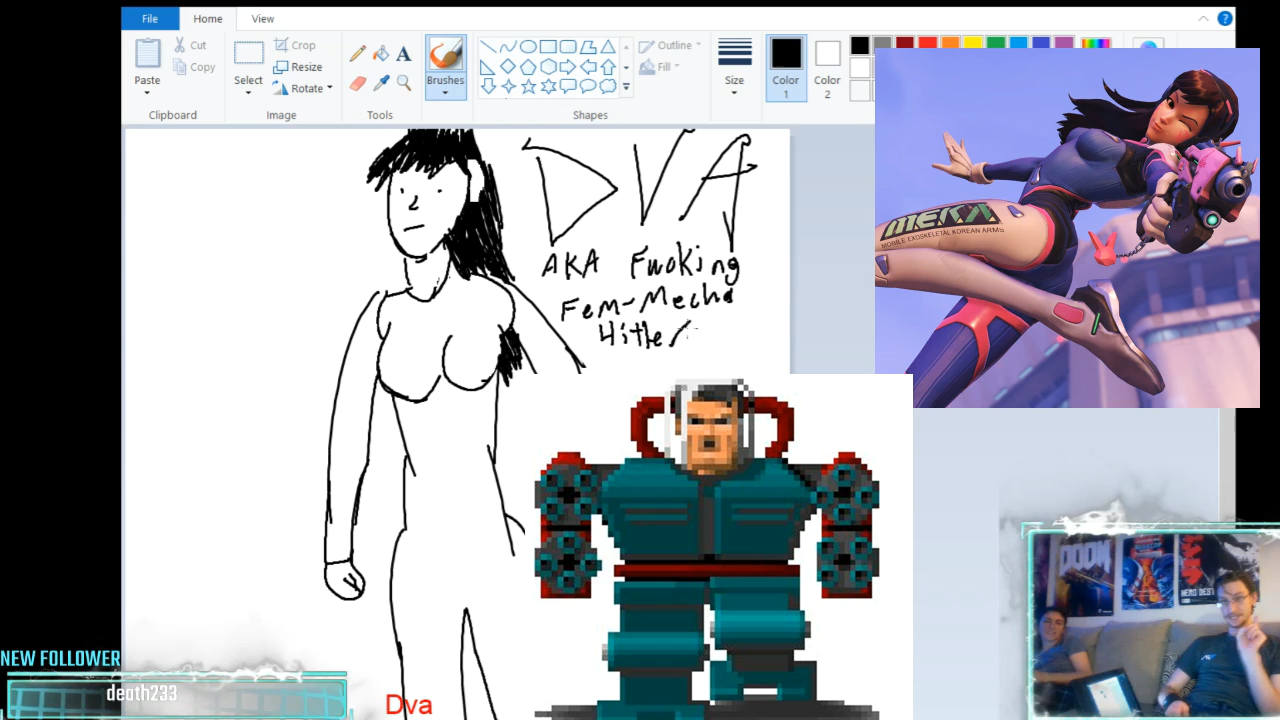 File Home View
Paste
Cut
Copy
Select
Crop
Resize
Rotate
A
Brushes
Outline
Fill
Size
Color
1
Color
2
Clipboard Image Tools Shapes
DVA
AKA Fwoking
Fem-Mecha
Hitler
MEKA
MOBILE EXOSKELETAL KOREAN ARMS
DOOM
NEW FOLLOWER
death233
Dva